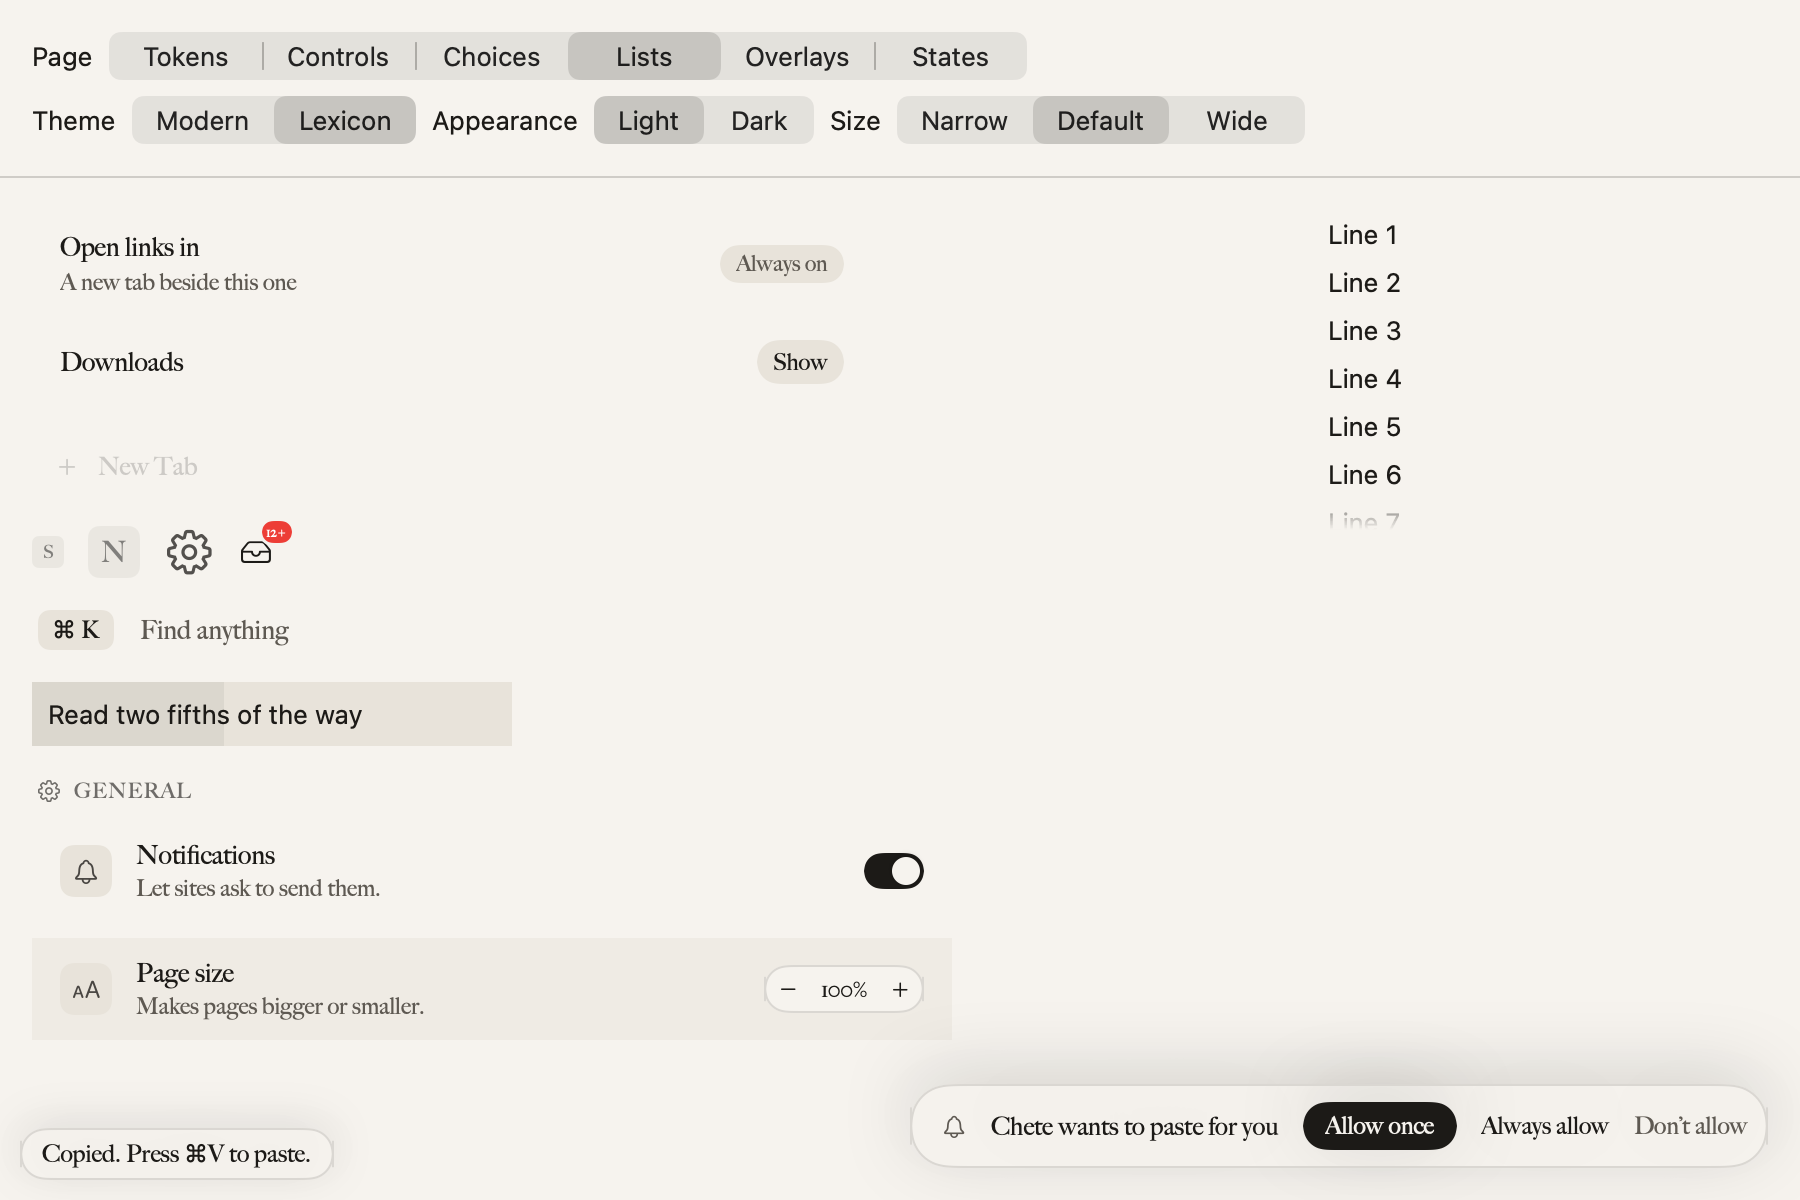 Page Tokens Controls Choices Lists Overlays States
Theme Modern Lexicon Appearance Light Dark Size Narrow Default Wide
Open links in
A new tab beside this one
Always on
Downloads
Show
+ New Tab
S N 12+
⌘ K Find anything
Read two fifths of the way
GENERAL
Notifications
Let sites ask to send them.
AA
Page size
Makes pages bigger or smaller.
− 100% +
Line 1
Line 2
Line 3
Line 4
Line 5
Line 6
Line 7
Copied. Press ⌘V to paste.
Chete wants to paste for you Allow once Always allow Don’t allow